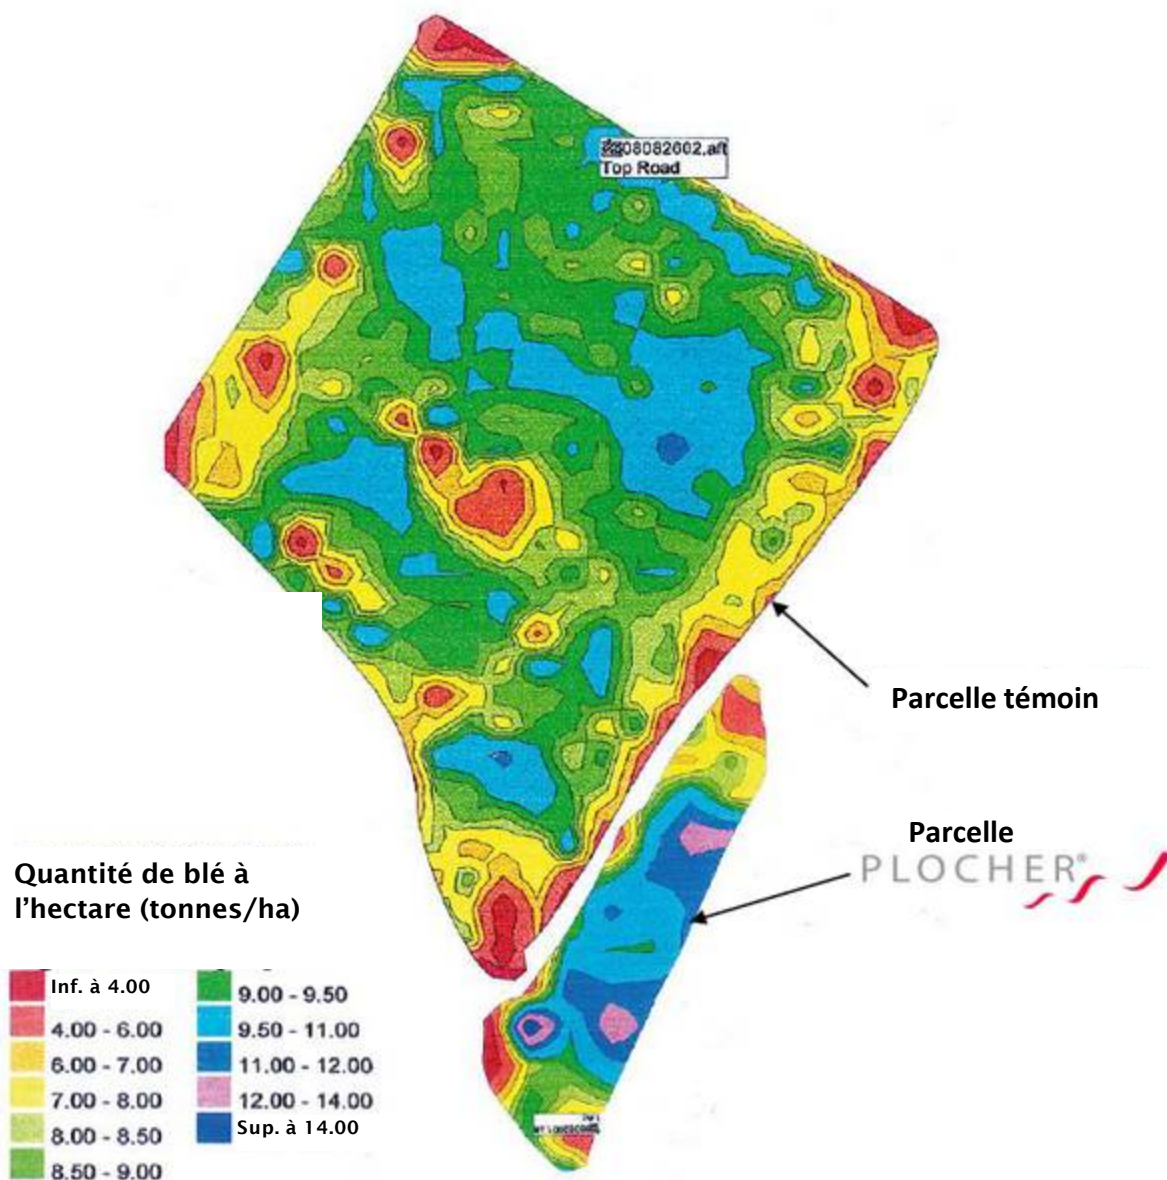 08082602.aft
Top Road
Parcelle témoin
Parcelle
PLOCHER®
Quantité de blé à
l'hectare (tonnes/ha)
Inf. à 4.00
4.00 - 6.00
6.00 - 7.00
7.00 - 8.00
8.00 - 8.50
8.50 - 9.00
9.00 - 9.50
9.50 - 11.00
11.00 - 12.00
12.00 - 14.00
Sup. à 14.00